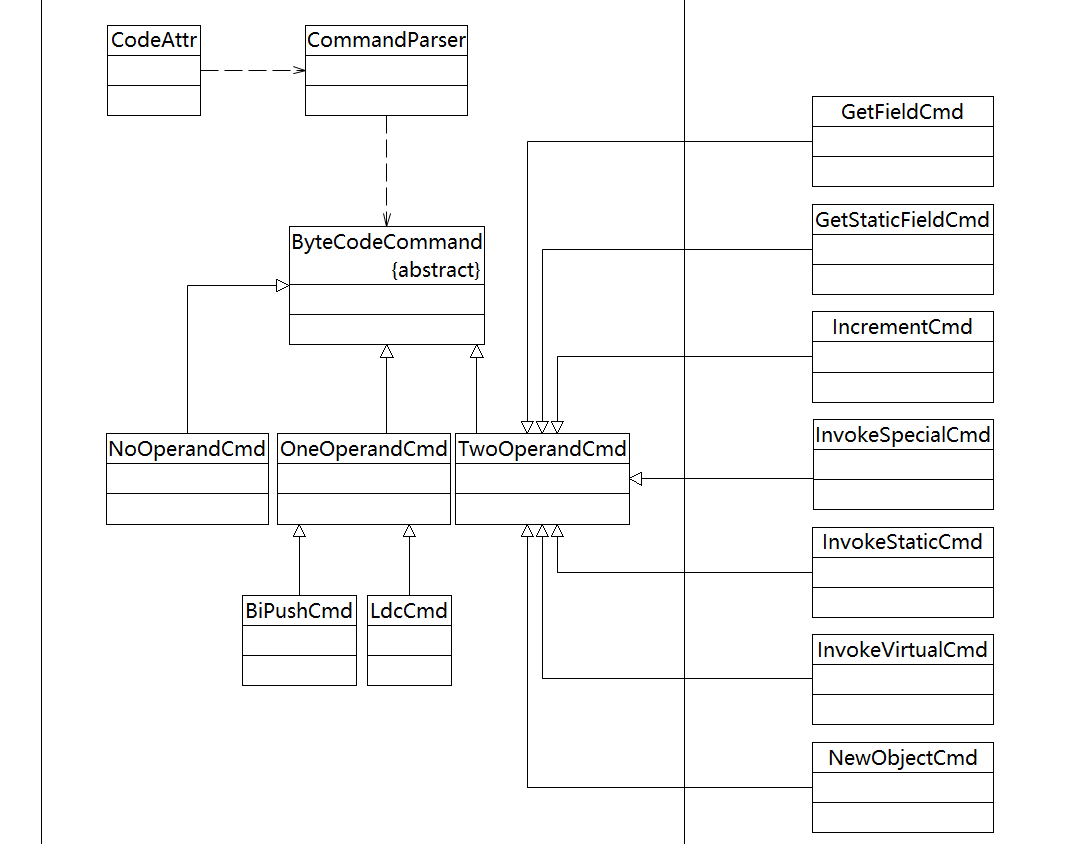 CodeAttr
CommandParser
GetFieldCmd
GetStaticFieldCmd
ByteCodeCommand
{abstract}
IncrementCmd
InvokeSpecialCmd
NoOperandCmd
OneOperandCmd
TwoOperandCmd
InvokeStaticCmd
BiPushCmd
LdcCmd
InvokeVirtualCmd
NewObjectCmd